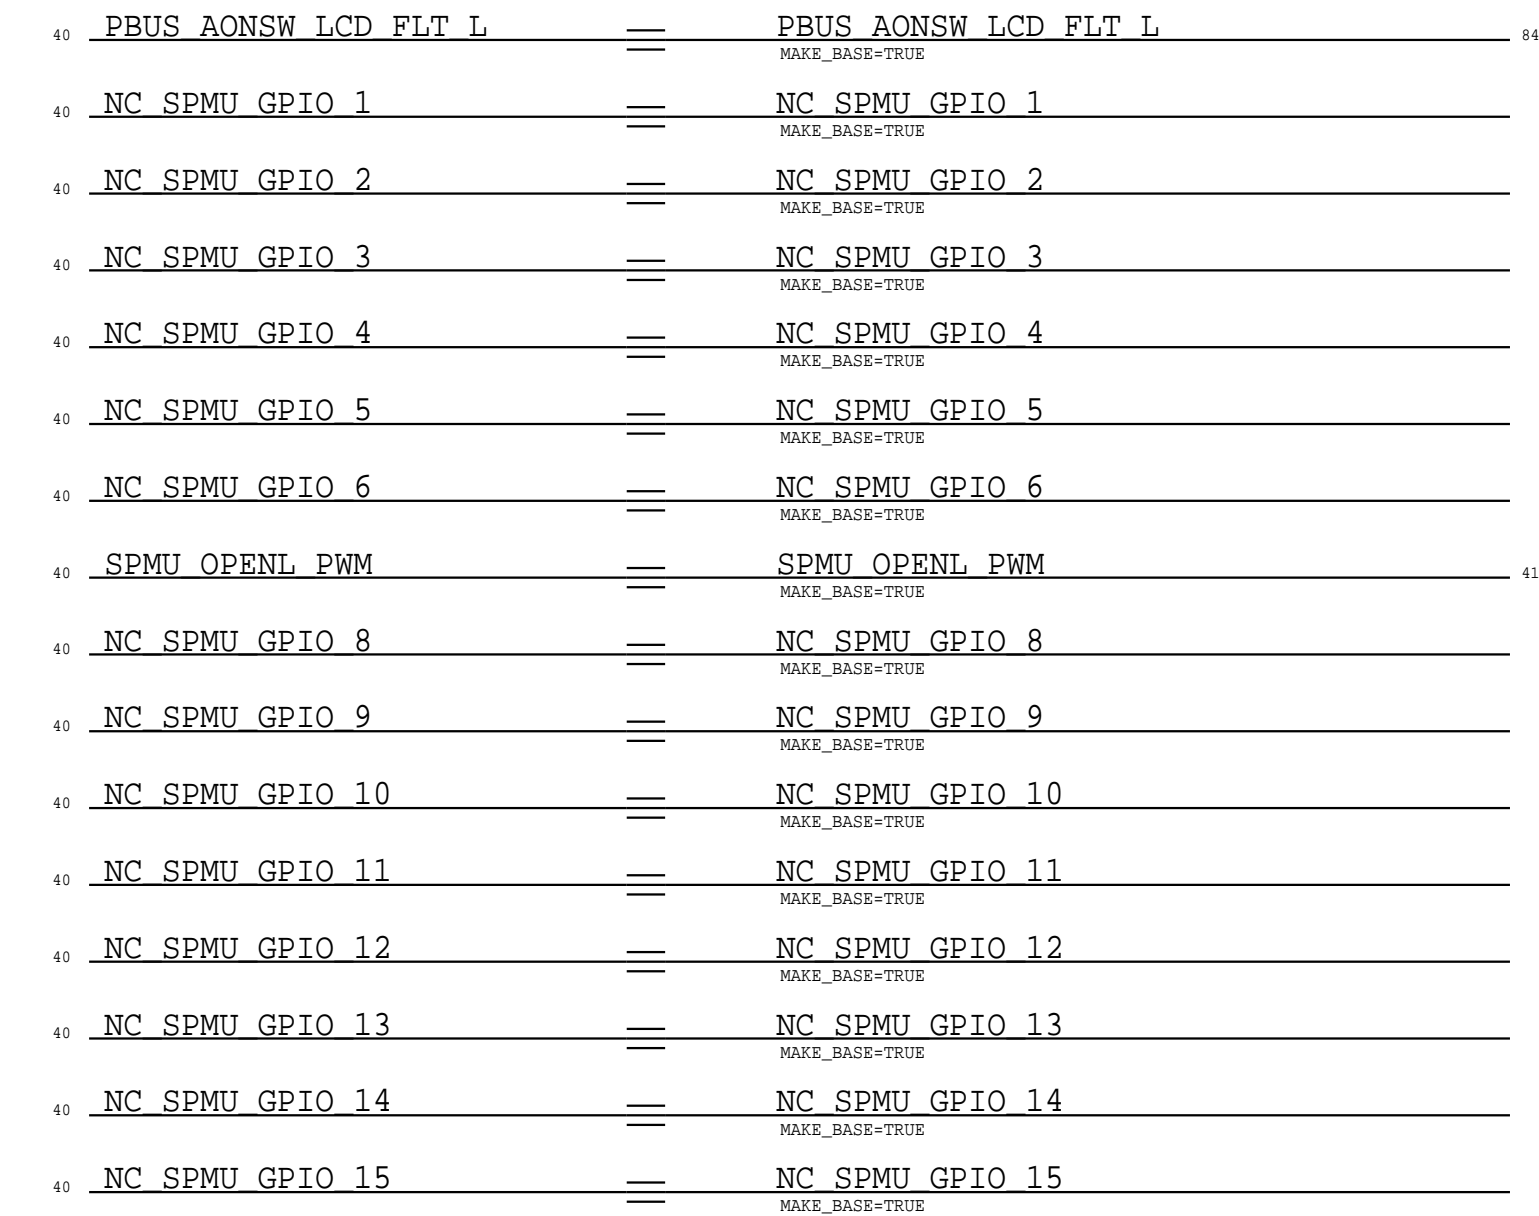 40 PBUS_AONSW_LCD_FLT_L PBUS_AONSW_LCD_FLT_L 84
MAKE_BASE=TRUE
40 NC_SPMU_GPIO_1 NC_SPMU_GPIO_1
MAKE_BASE=TRUE
40 NC_SPMU_GPIO_2 NC_SPMU_GPIO_2
MAKE_BASE=TRUE
40 NC_SPMU_GPIO_3 NC_SPMU_GPIO_3
MAKE_BASE=TRUE
40 NC_SPMU_GPIO_4 NC_SPMU_GPIO_4
MAKE_BASE=TRUE
40 NC_SPMU_GPIO_5 NC_SPMU_GPIO_5
MAKE_BASE=TRUE
40 NC_SPMU_GPIO_6 NC_SPMU_GPIO_6
MAKE_BASE=TRUE
40 SPMU_OPENL_PWM SPMU_OPENL_PWM 41
MAKE_BASE=TRUE
40 NC_SPMU_GPIO_8 NC_SPMU_GPIO_8
MAKE_BASE=TRUE
40 NC_SPMU_GPIO_9 NC_SPMU_GPIO_9
MAKE_BASE=TRUE
40 NC_SPMU_GPIO_10 NC_SPMU_GPIO_10
MAKE_BASE=TRUE
40 NC_SPMU_GPIO_11 NC_SPMU_GPIO_11
MAKE_BASE=TRUE
40 NC_SPMU_GPIO_12 NC_SPMU_GPIO_12
MAKE_BASE=TRUE
40 NC_SPMU_GPIO_13 NC_SPMU_GPIO_13
MAKE_BASE=TRUE
40 NC_SPMU_GPIO_14 NC_SPMU_GPIO_14
MAKE_BASE=TRUE
40 NC_SPMU_GPIO_15 NC_SPMU_GPIO_15
MAKE_BASE=TRUE